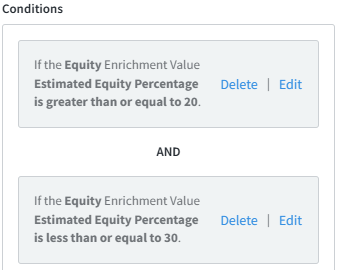 Conditions
If the Equity Enrichment Value
Estimated Equity Percentage
is greater than or equal to 20.
Delete | Edit
AND
If the Equity Enrichment Value
Estimated Equity Percentage
is less than or equal to 30.
Delete | Edit